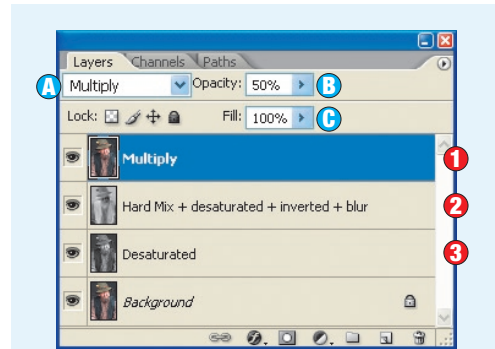 Layers Channels Paths
A Multiply Opacity: 50% B
Lock: Fill: 100% C
Multiply 1
Hard Mix + desaturated + inverted + blur 2
Desaturated 3
Background